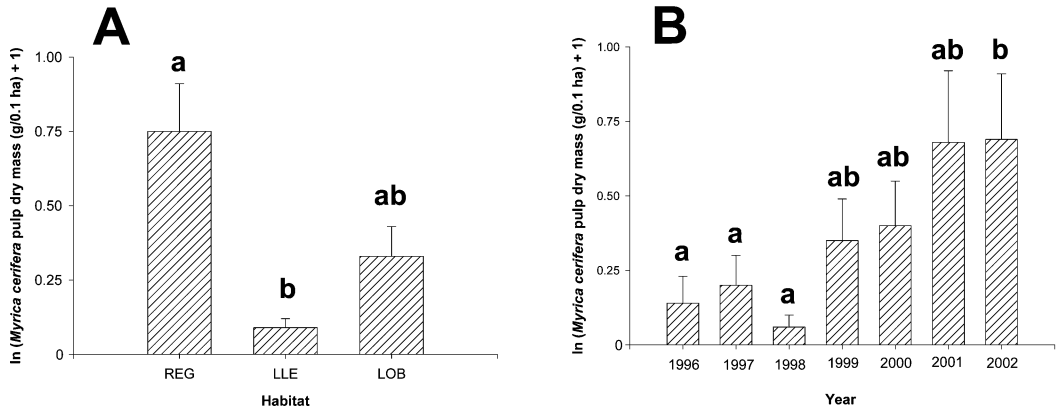 A
ln (Myrica cerifera pulp dry mass (g/0.1 ha) + 1)
1.00
0.75
0.50
0.25
0
a
b
ab
REG LLE LOB
Habitat
B
ln (Myrica cerifera pulp dry mass (g/0.1 ha) + 1)
1.00
0.75
0.50
0.25
0
a
a
a
ab
ab
ab
b
1996 1997 1998 1999 2000 2001 2002
Year